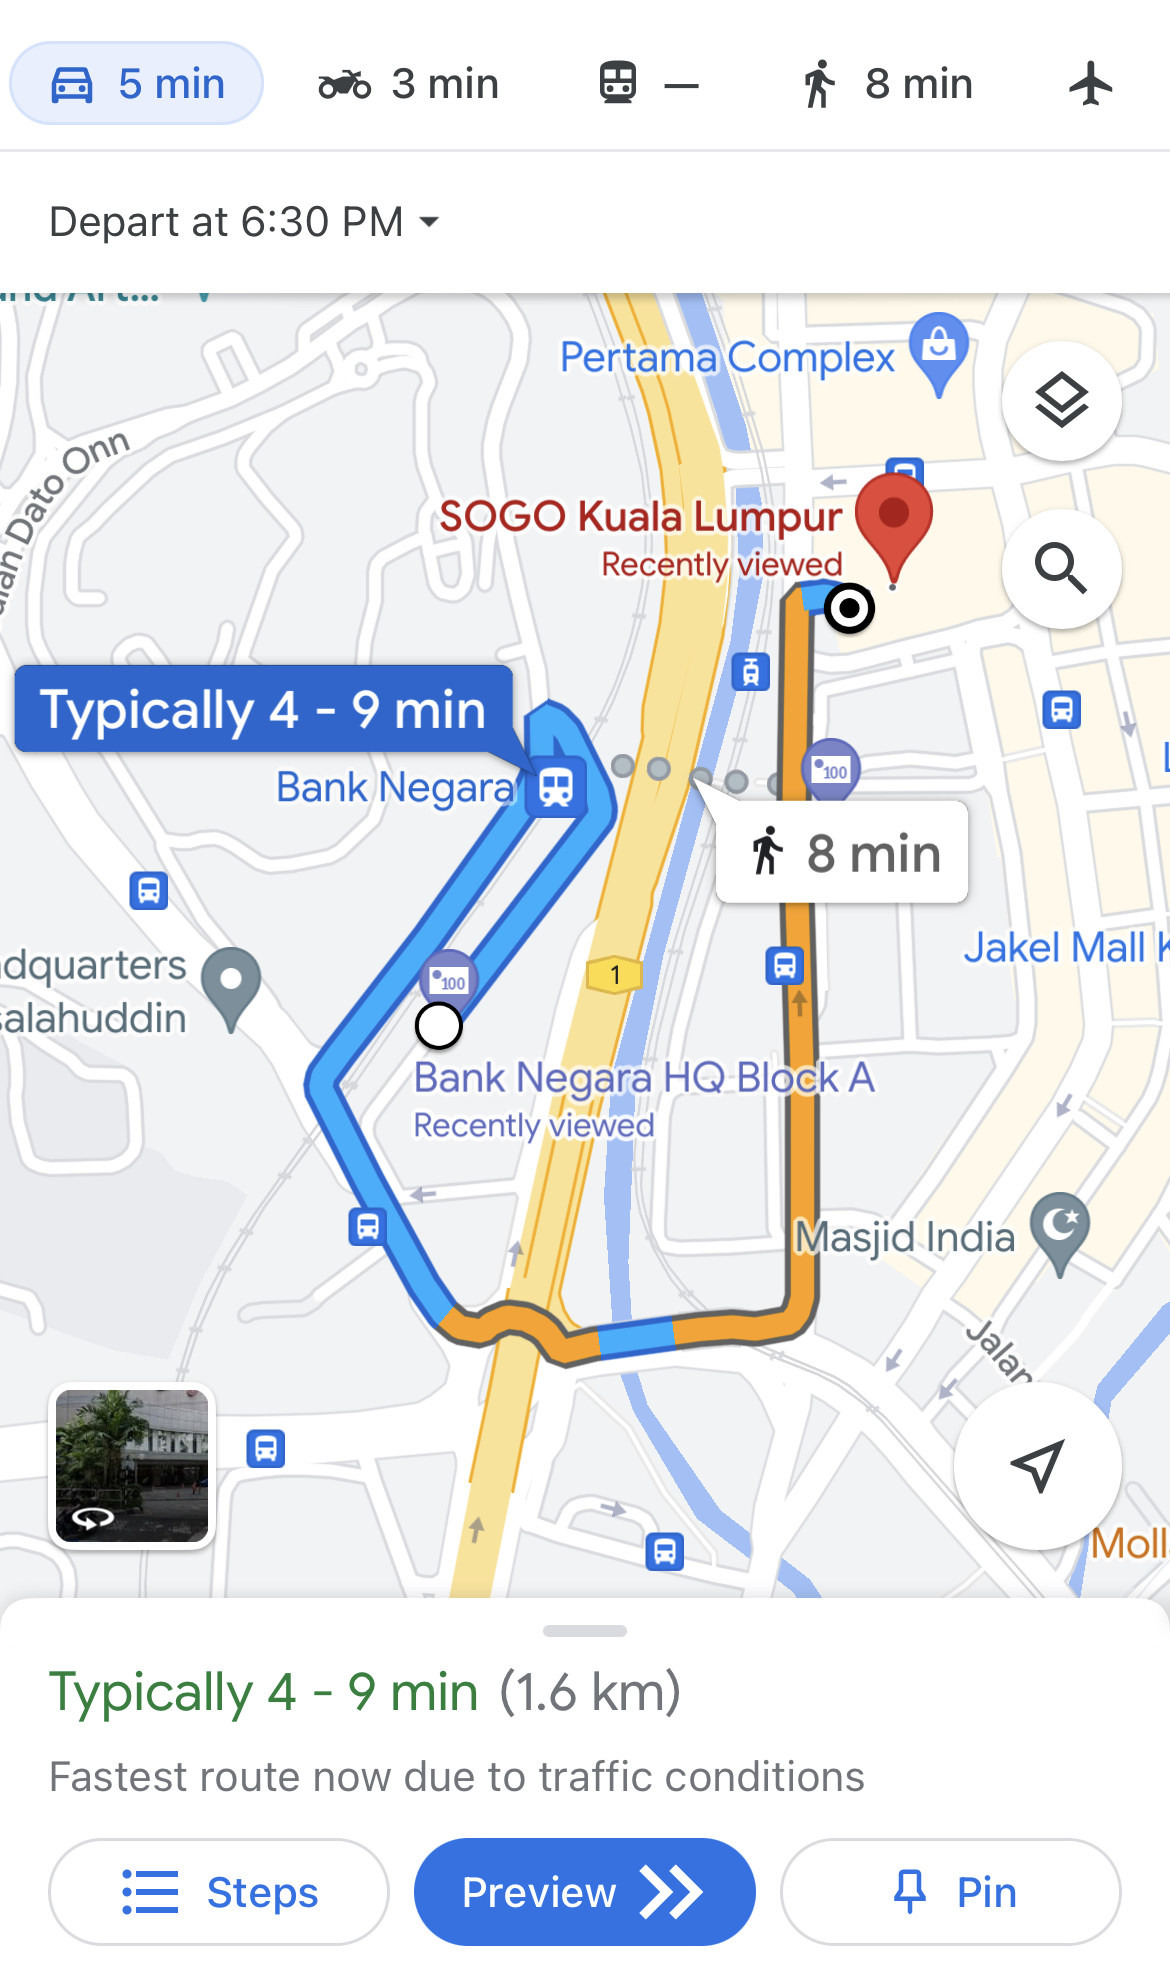 5 min
3 min
—
8 min
Depart at 6:30 PM
Pertama Complex
Dato Onn
SOGO Kuala Lumpur
Recently viewed
Typically 4 - 9 min
Bank Negara
100
8 min
Jakel Mall K
dquarters
salahuddin
100
1
Bank Negara HQ Block A
Recently viewed
Masjid India
Jalan
Moll
Typically 4 - 9 min (1.6 km)
Fastest route now due to traffic conditions
Steps
Preview
Pin